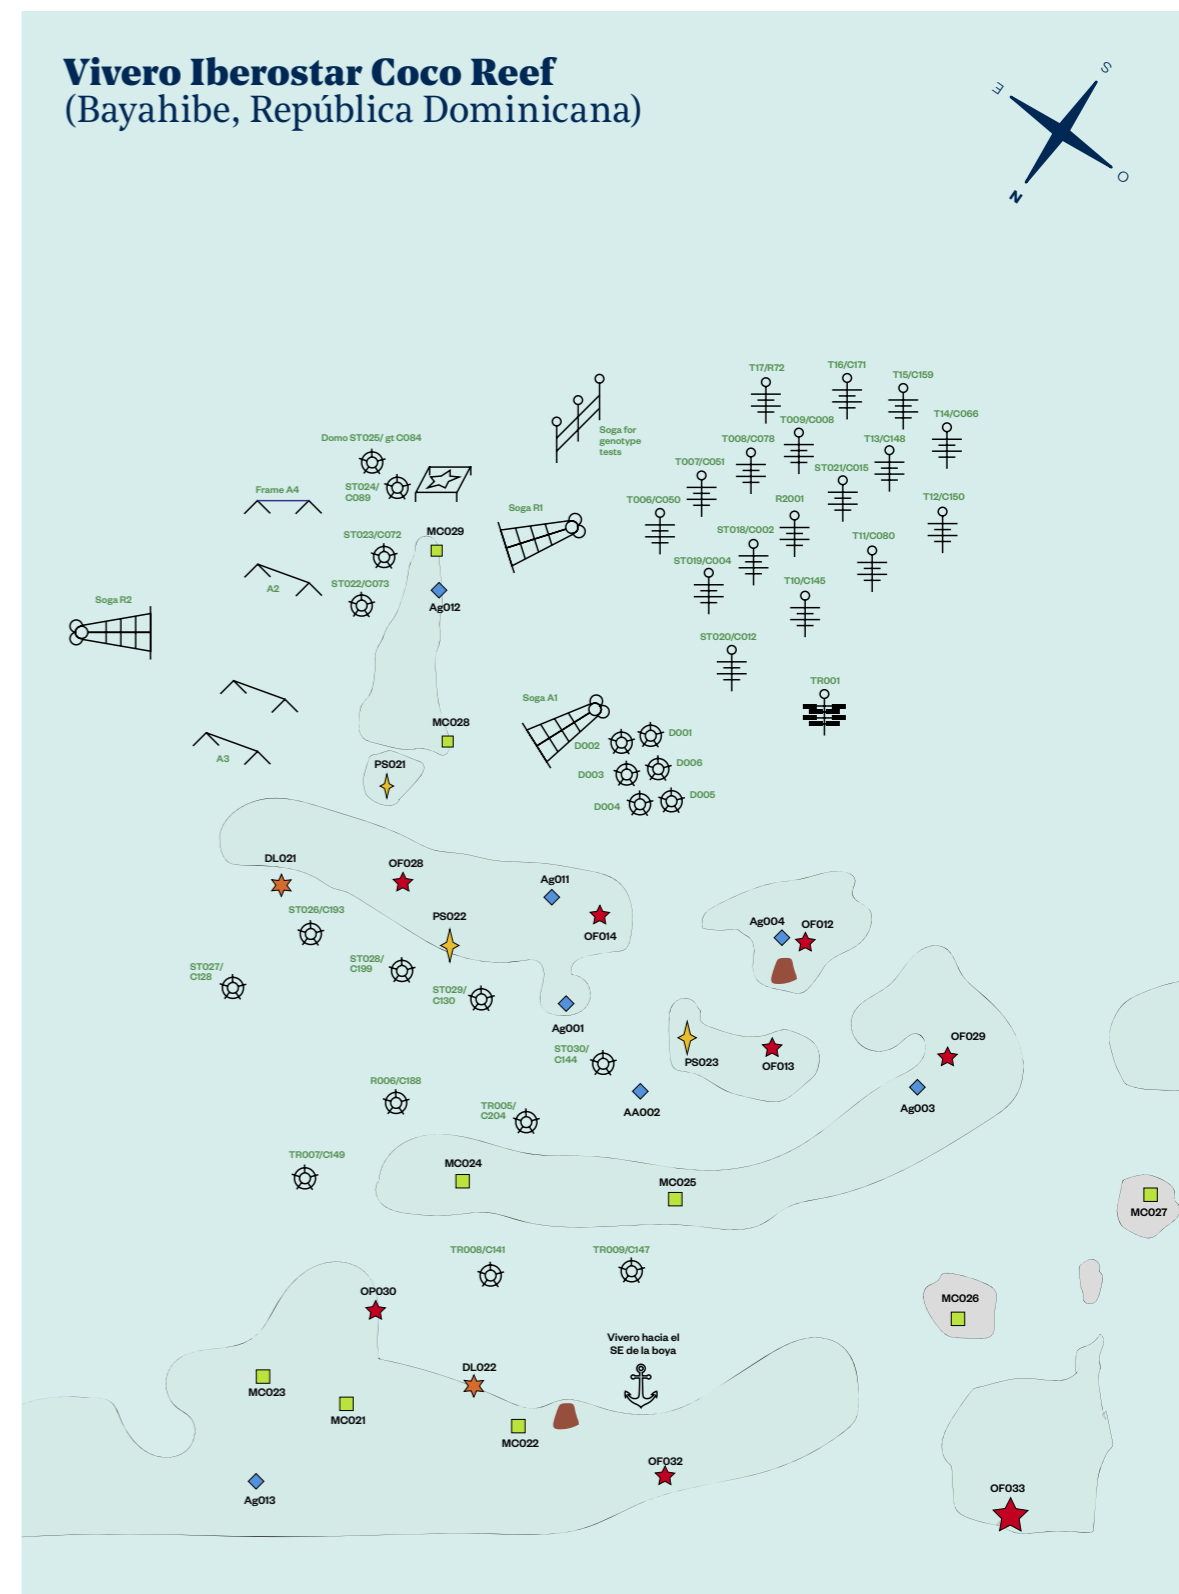 Vivero Iberostar Coco Reef
(Bayahibe, República Dominicana)
S
E
O
N
T17/R72
T16/C171
T15/C159
T14/C066
T009/C008
T13/C148
T008/C078
T007/C051
ST021/C015
T006/C050
R2001
T12/C150
ST018/C002
T11/C080
ST019/C004
T10/C145
ST020/C012
TR001
Soga for
genotype
tests
Domo ST025/ gt C084
ST024/
C089
Frame A4
Soga R1
ST023/C072
MC029
ST022/C073
A2
Ag012
Soga R2
Soga A1
MC028
D001
D002
A3
PS021
D006
D003
D005
D004
DL021
OF028
Ag011
OF014
PS022
ST026/C193
Ag004
OF012
ST027/
C128
ST028/
C199
ST029/
C130
Ag001
ST030/
C144
PS023
OF013
OF029
Ag003
R006/C188
TR005/
C204
AA002
TR007/C149
MC024
MC025
MC027
TR008/C141
TR009/C147
OP030
MC026
Vivero hacia el
SE de la boya
DL022
MC023
MC021
MC022
OF032
Ag013
OF033